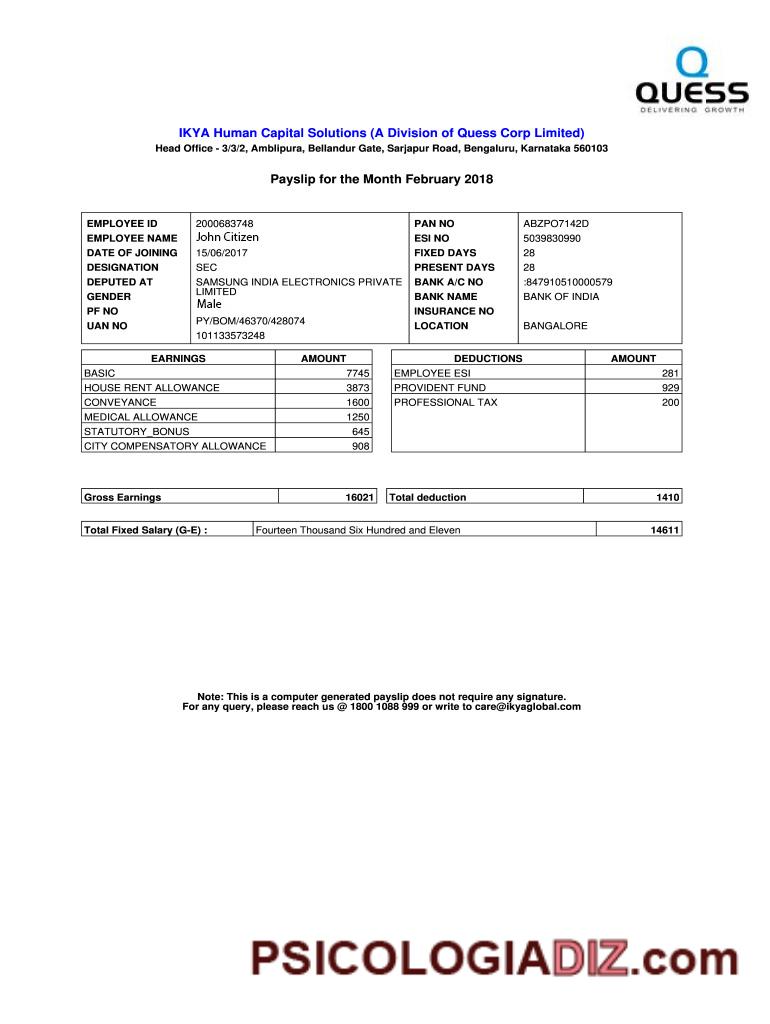 QUESS
DELIVERING GROWTH
IKYA Human Capital Solutions (A Division of Quess Corp Limited)
Head Office - 3/3/2, Amblipura, Bellandur Gate, Sarjapur Road, Bengaluru, Karnataka 560103
Payslip for the Month February 2018
EMPLOYEE ID 2000683748 PAN NO ABZPO7142D
EMPLOYEE NAME John Citizen ESI NO 5039830990
DATE OF JOINING 15/06/2017 FIXED DAYS 28
DESIGNATION SEC PRESENT DAYS 28
DEPUTED AT SAMSUNG INDIA ELECTRONICS PRIVATE LIMITED BANK A/C NO :847910510000579
GENDER Male BANK NAME BANK OF INDIA
PF NO PY/BOM/46370/428074 INSURANCE NO
UAN NO 101133573248 LOCATION BANGALORE
EARNINGS AMOUNT DEDUCTIONS AMOUNT
BASIC 7745 EMPLOYEE ESI 281
HOUSE RENT ALLOWANCE 3873 PROVIDENT FUND 929
CONVEYANCE 1600 PROFESSIONAL TAX 200
MEDICAL ALLOWANCE 1250
STATUTORY_BONUS 645
CITY COMPENSATORY ALLOWANCE 908
Gross Earnings 16021 Total deduction 1410
Total Fixed Salary (G-E) : Fourteen Thousand Six Hundred and Eleven 14611
Note: This is a computer generated payslip does not require any signature.
For any query, please reach us @ 1800 1088 999 or write to care@ikyaglobal.com
PSICOLOGIADIZ.com